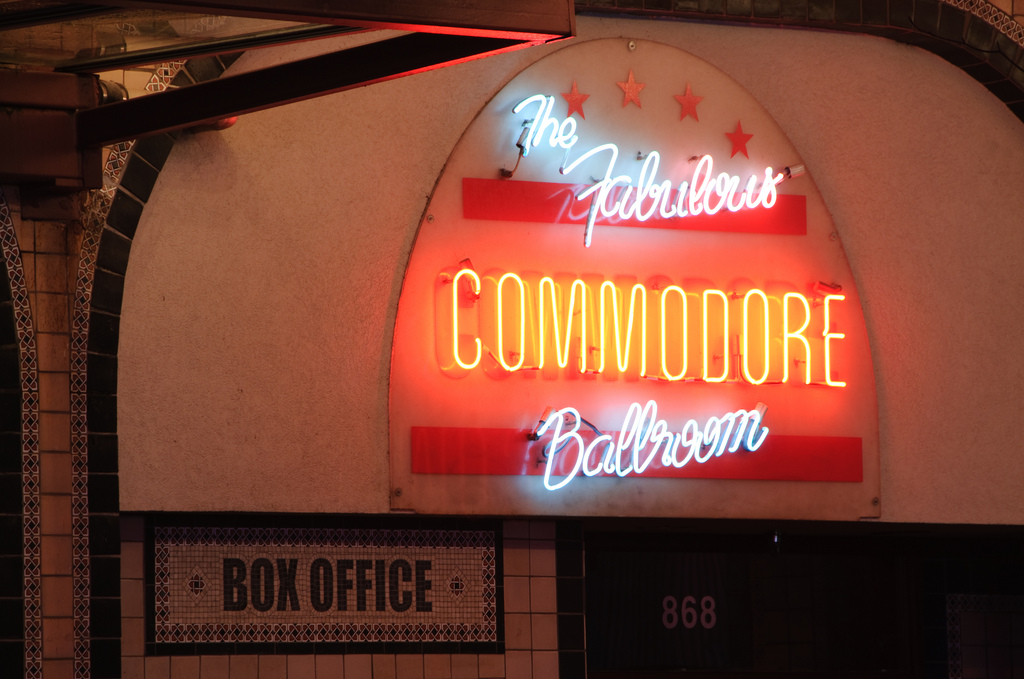 The
Fabulous
COMMODORE
Ballroom
BOX OFFICE
868